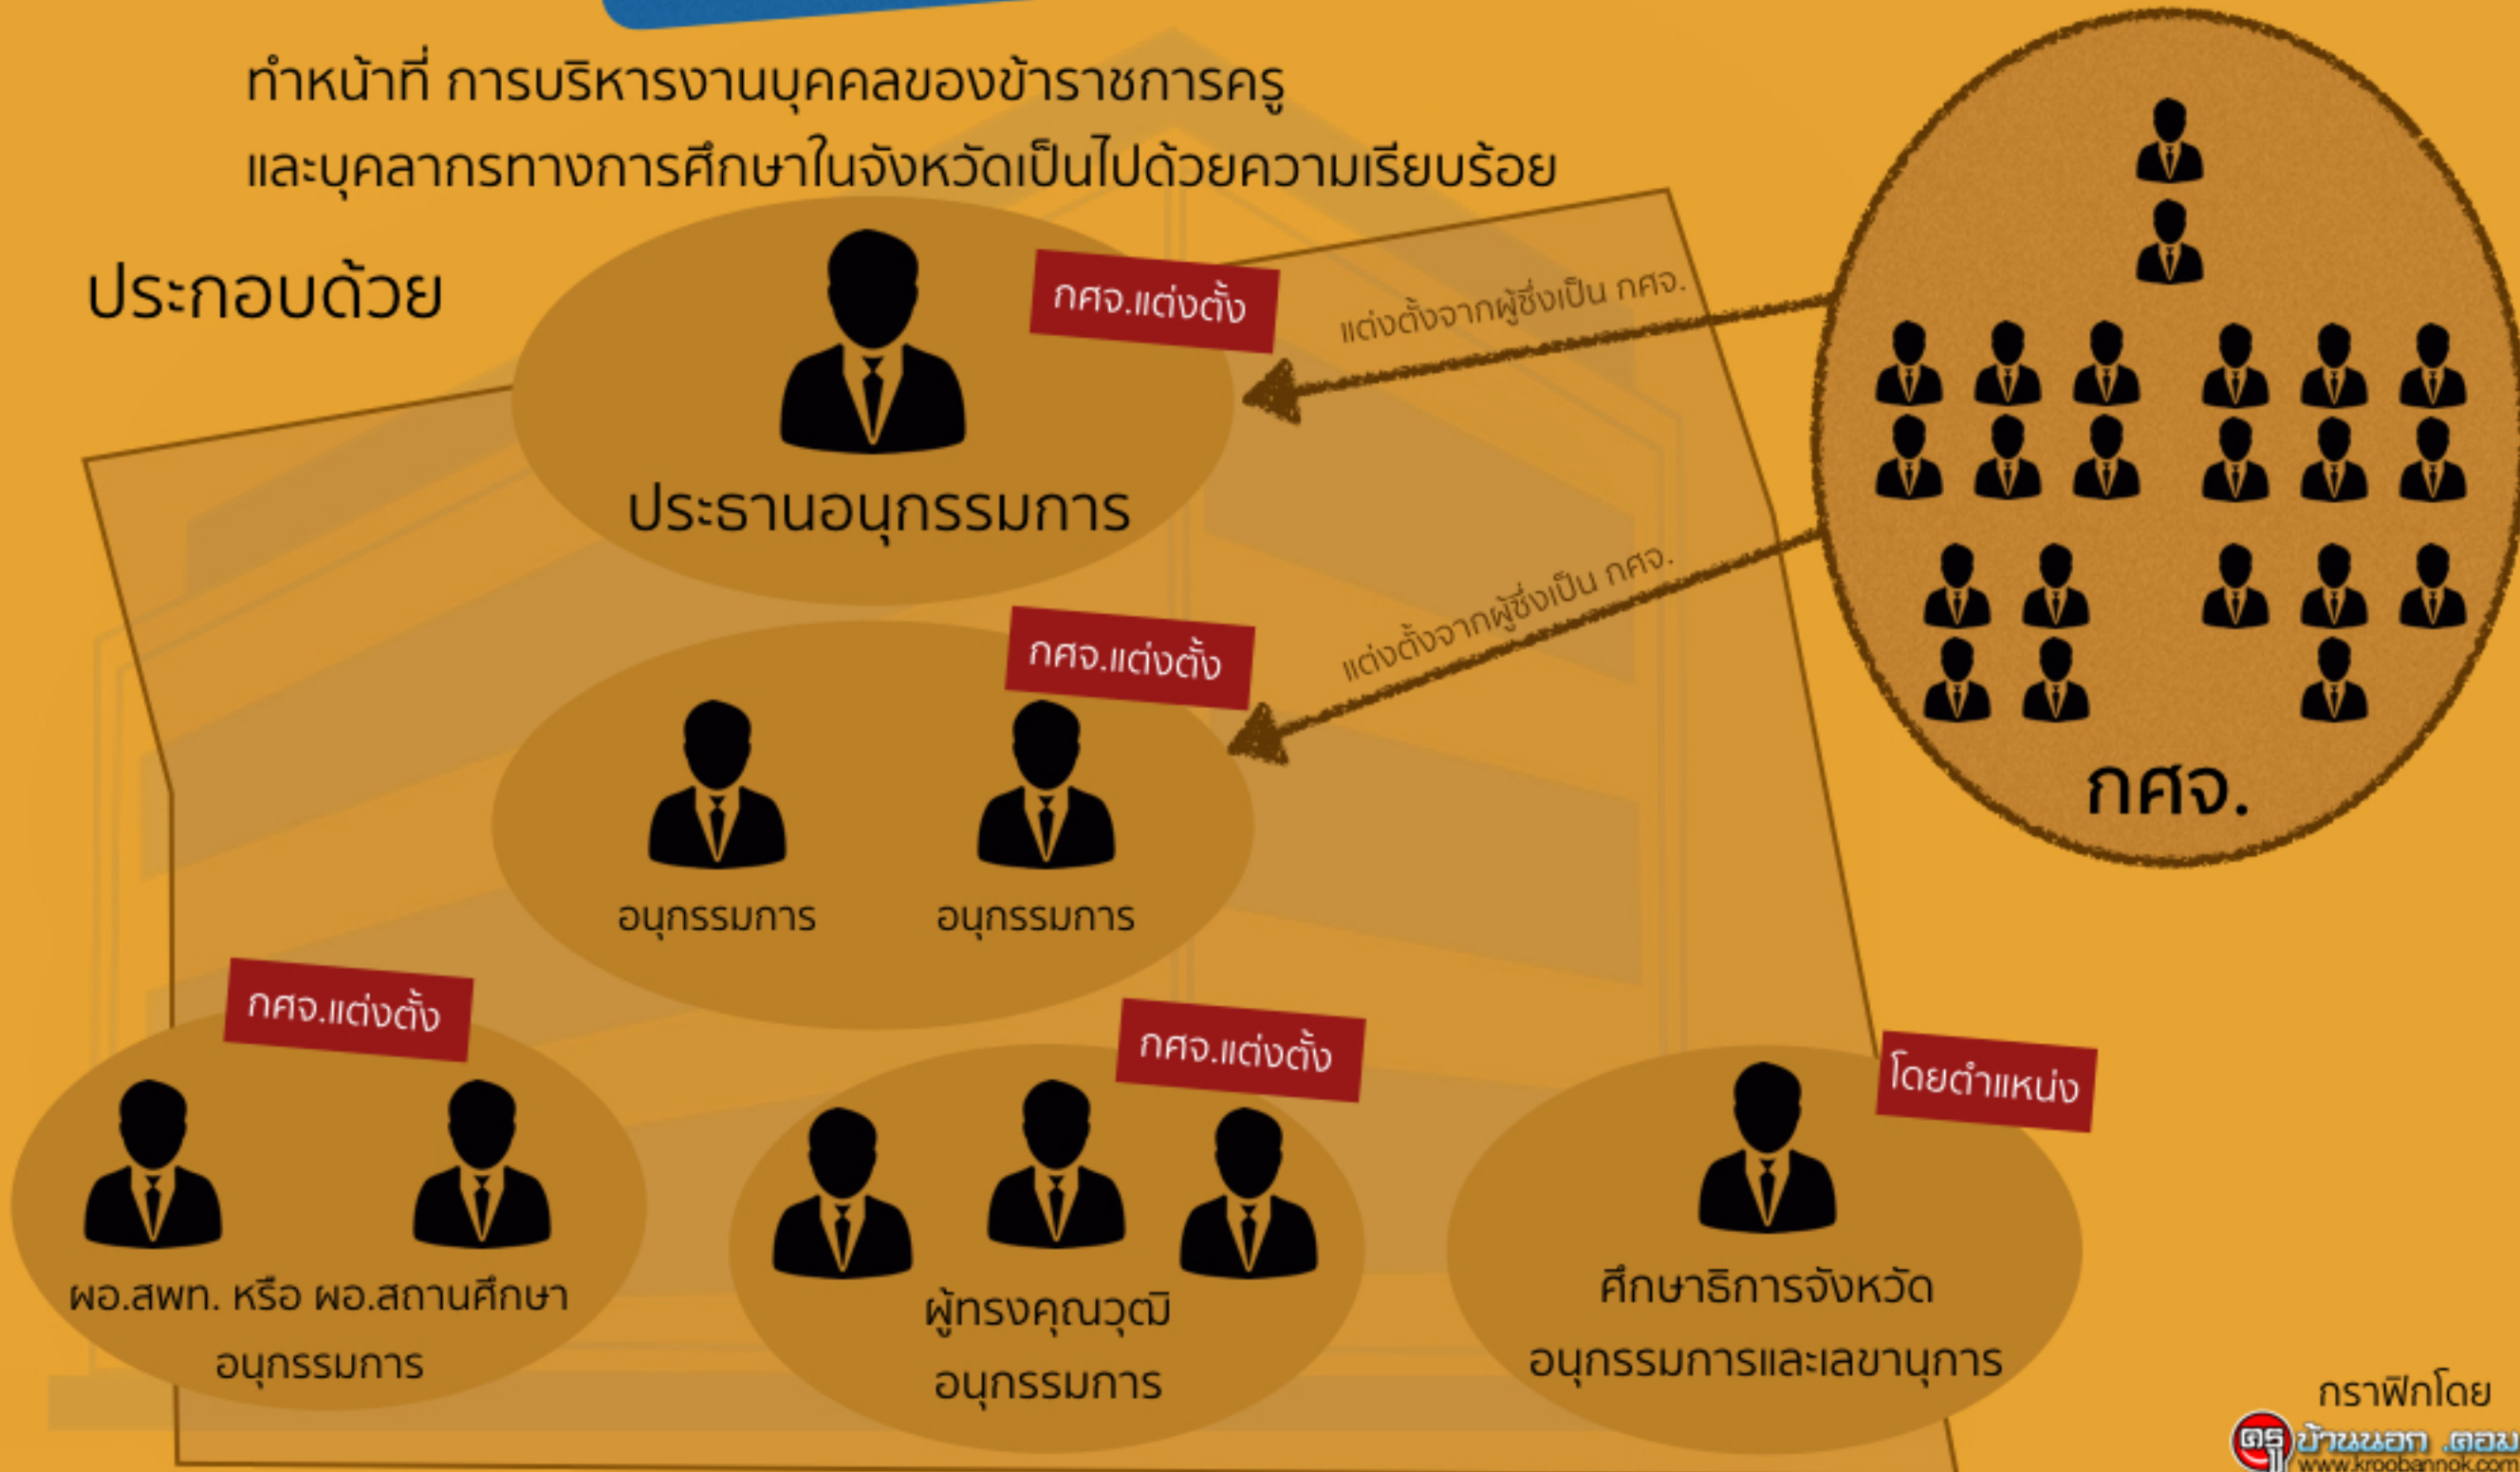 ทำหน้าที่ การบริหารงานบุคคลของข้าราชการครู
และบุคลากรทางการศึกษาในจังหวัดเป็นไปด้วยความเรียบร้อย
ประกอบด้วย
กศจ.แต่งตั้ง
แต่งตั้งจากผู้ซึ่งเป็น กศจ.
ประธานอนุกรรมการ
กศจ.แต่งตั้ง
แต่งตั้งจากผู้ซึ่งเป็น กศจ.
กศจ.
อนุกรรมการ
อนุกรรมการ
กศจ.แต่งตั้ง
ผอ.สพท. หรือ ผอ.สถานศึกษา
อนุกรรมการ
กศจ.แต่งตั้ง
ผู้ทรงคุณวุฒิ
อนุกรรมการ
โดยตำแหน่ง
ศึกษาธิการจังหวัด
อนุกรรมการและเลขานุการ
กราฟิกโดย
ครูบ้านนอก .คอม
www.kroobannok.com